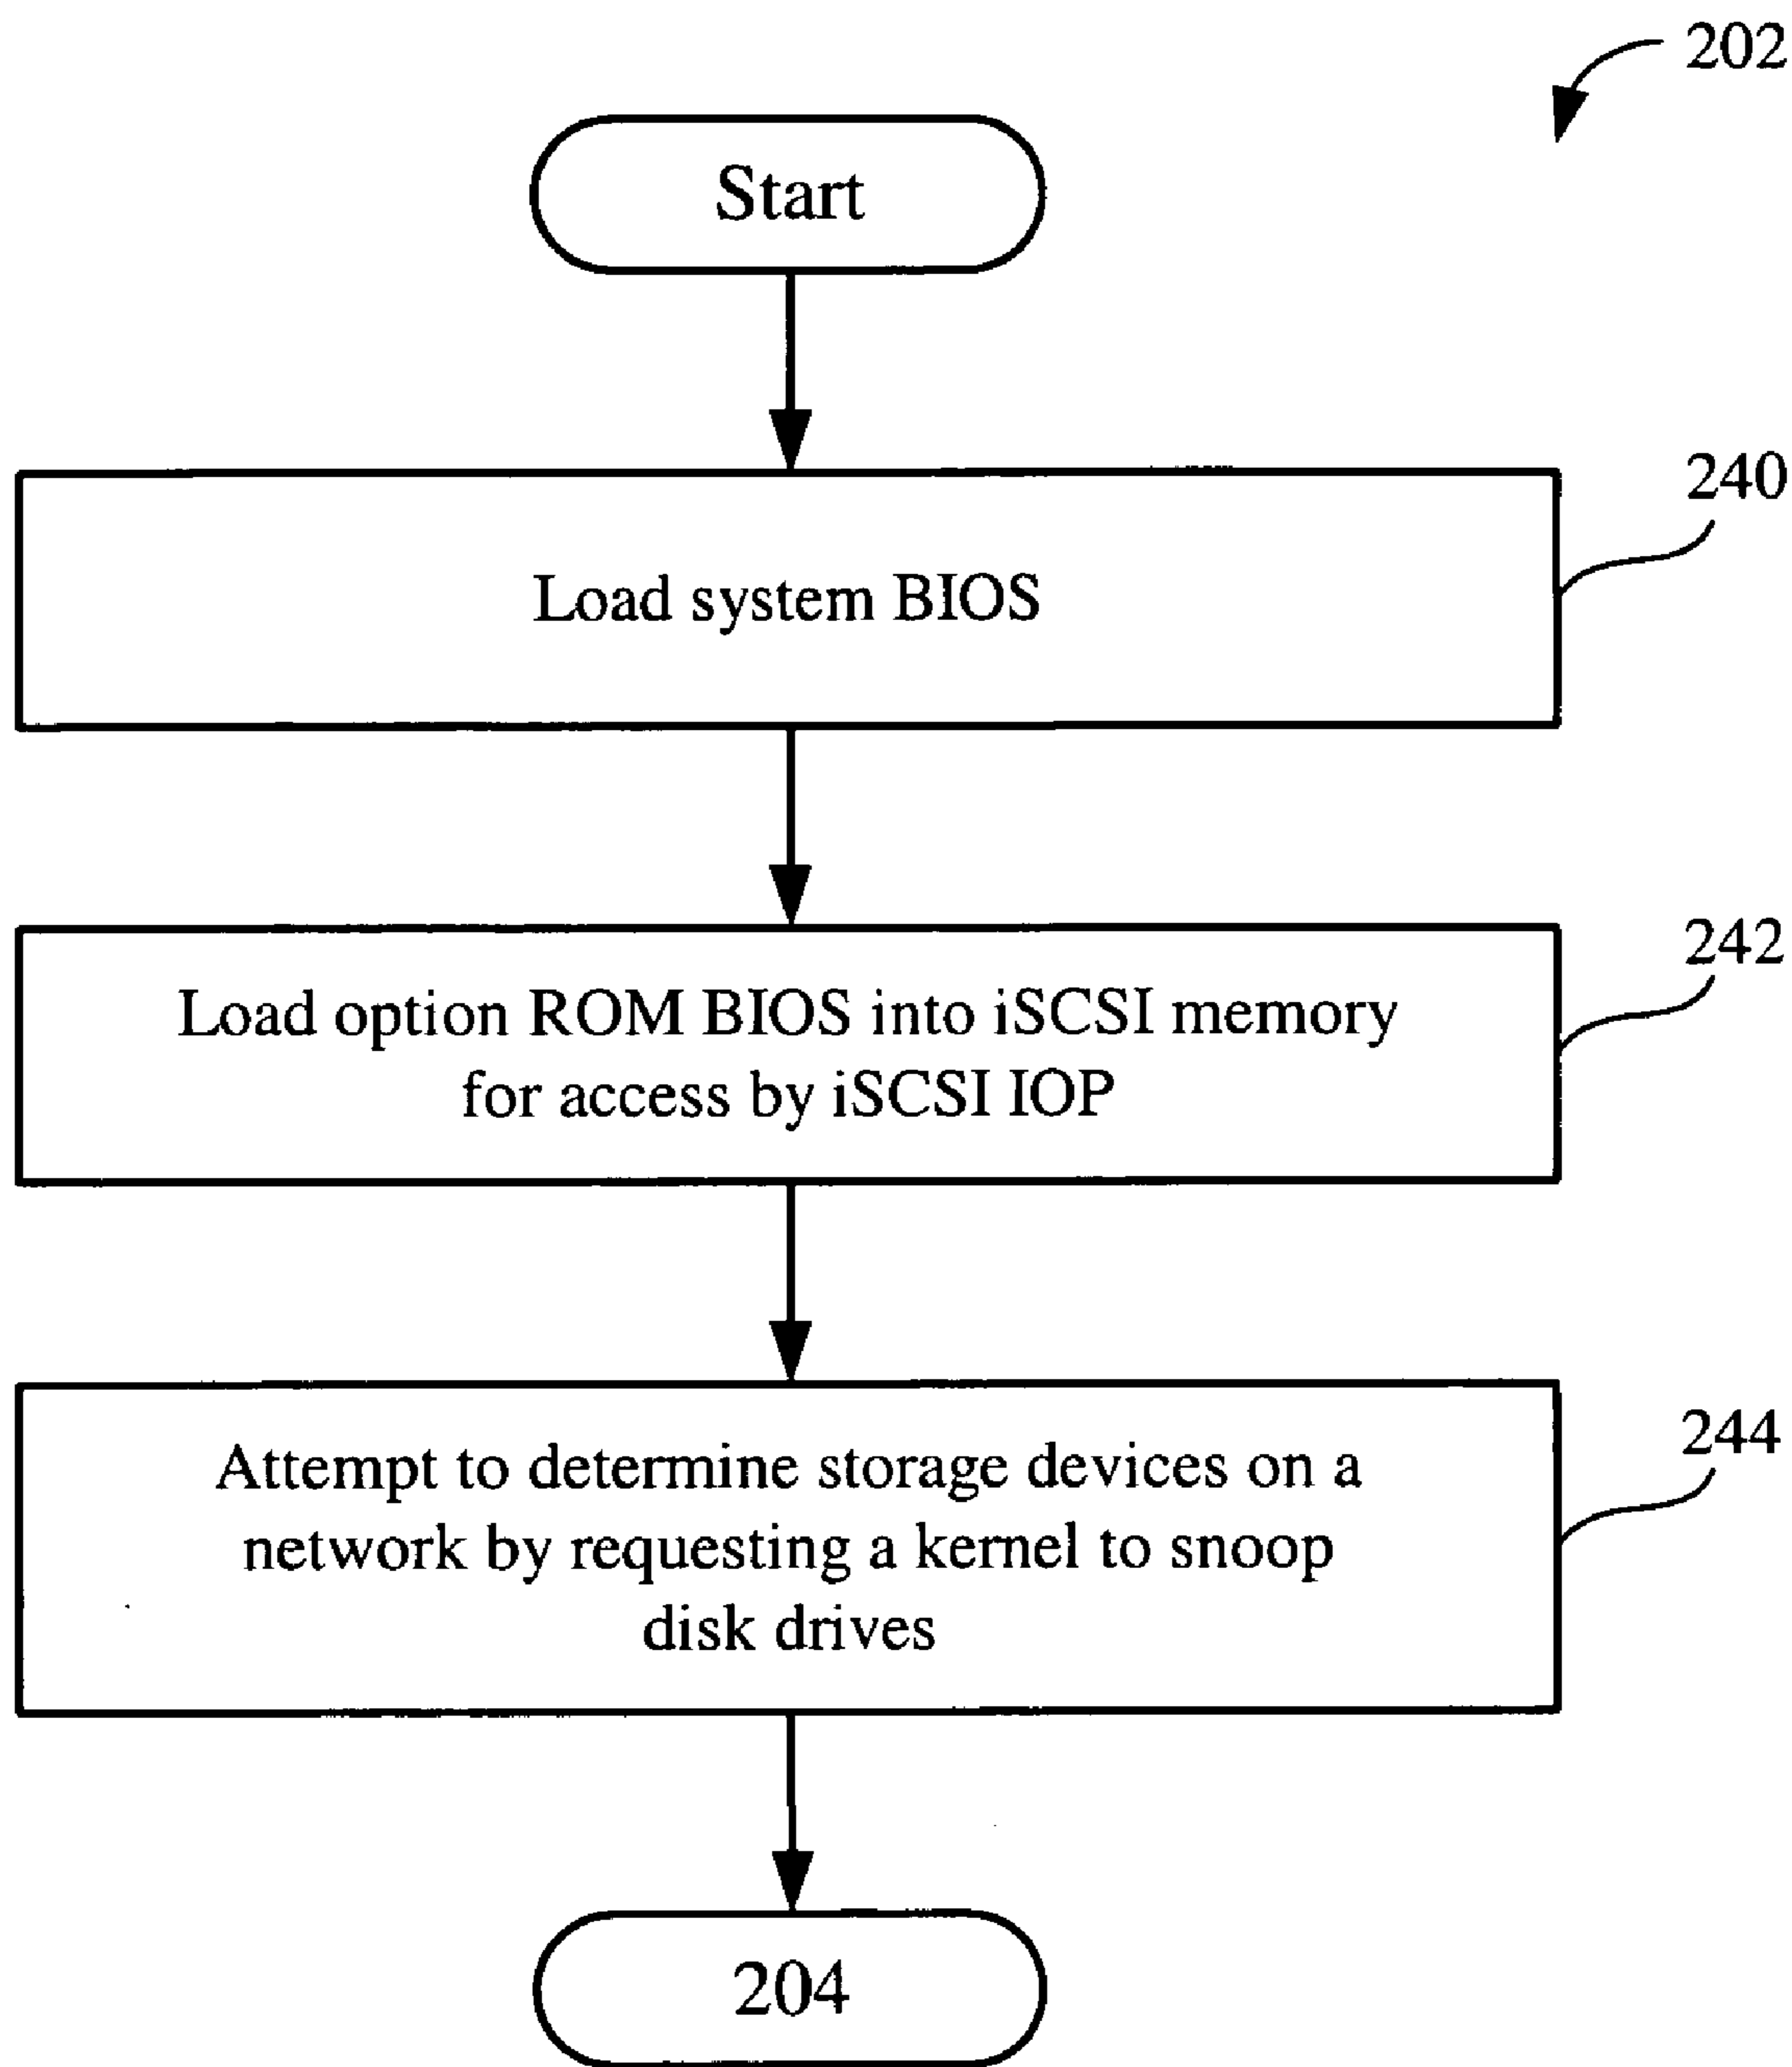 202
Start
240
Load system BIOS
242
Load option ROM BIOS into iSCSI memory
for access by iSCSI IOP
244
Attempt to determine storage devices on a
network by requesting a kernel to snoop
disk drives
204